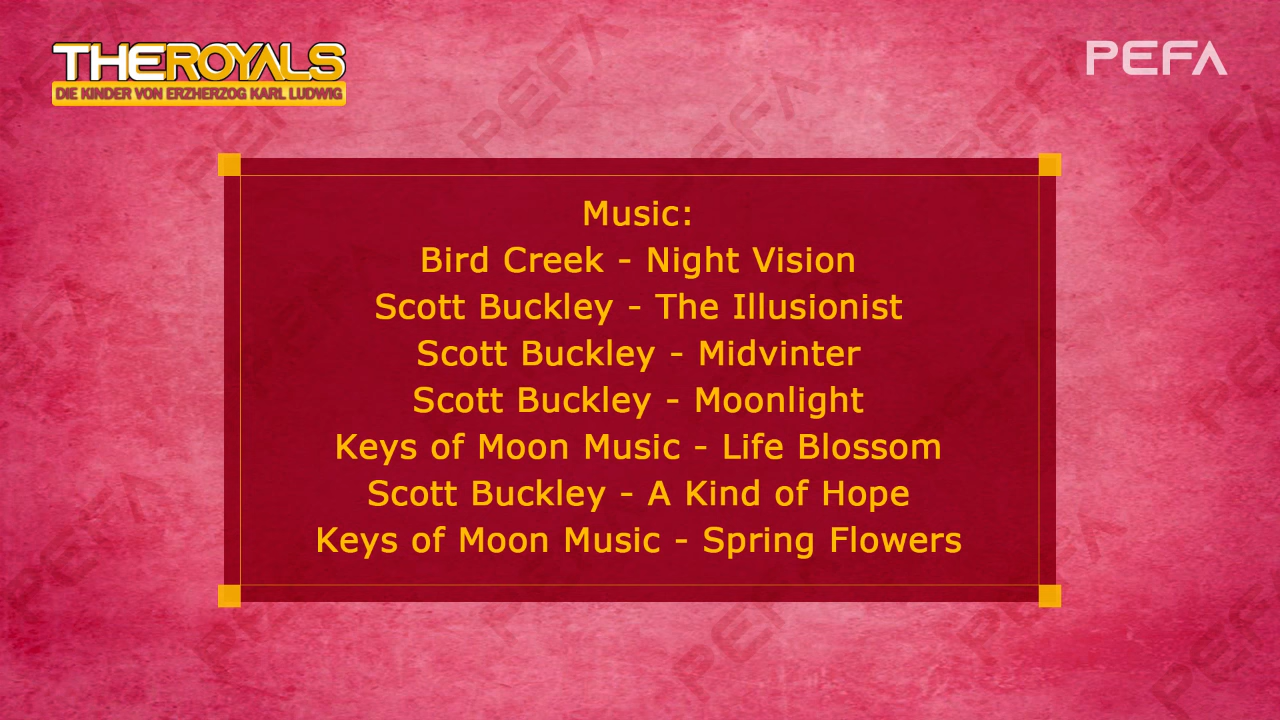 THEROYALS
DIE KINDER VON ERZHERZOG KARL LUDWIG
PEFA
Music:
Bird Creek - Night Vision
Scott Buckley - The Illusionist
Scott Buckley - Midvinter
Scott Buckley - Moonlight
Keys of Moon Music - Life Blossom
Scott Buckley - A Kind of Hope
Keys of Moon Music - Spring Flowers